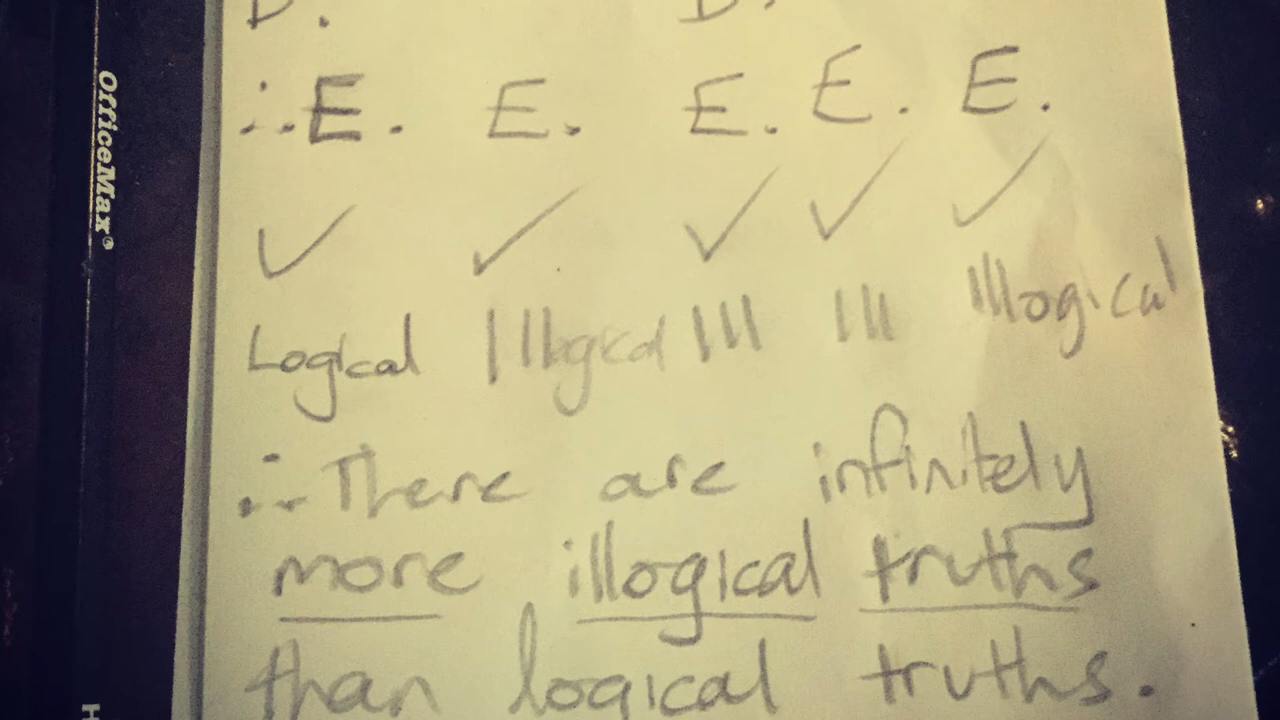 D. D.
∴ E. E. E. E. E.
Logical Illogical Ill Ill Illogical
∴ There are infinitely
more illogical truths
than logical truths.
OfficeMax®
H